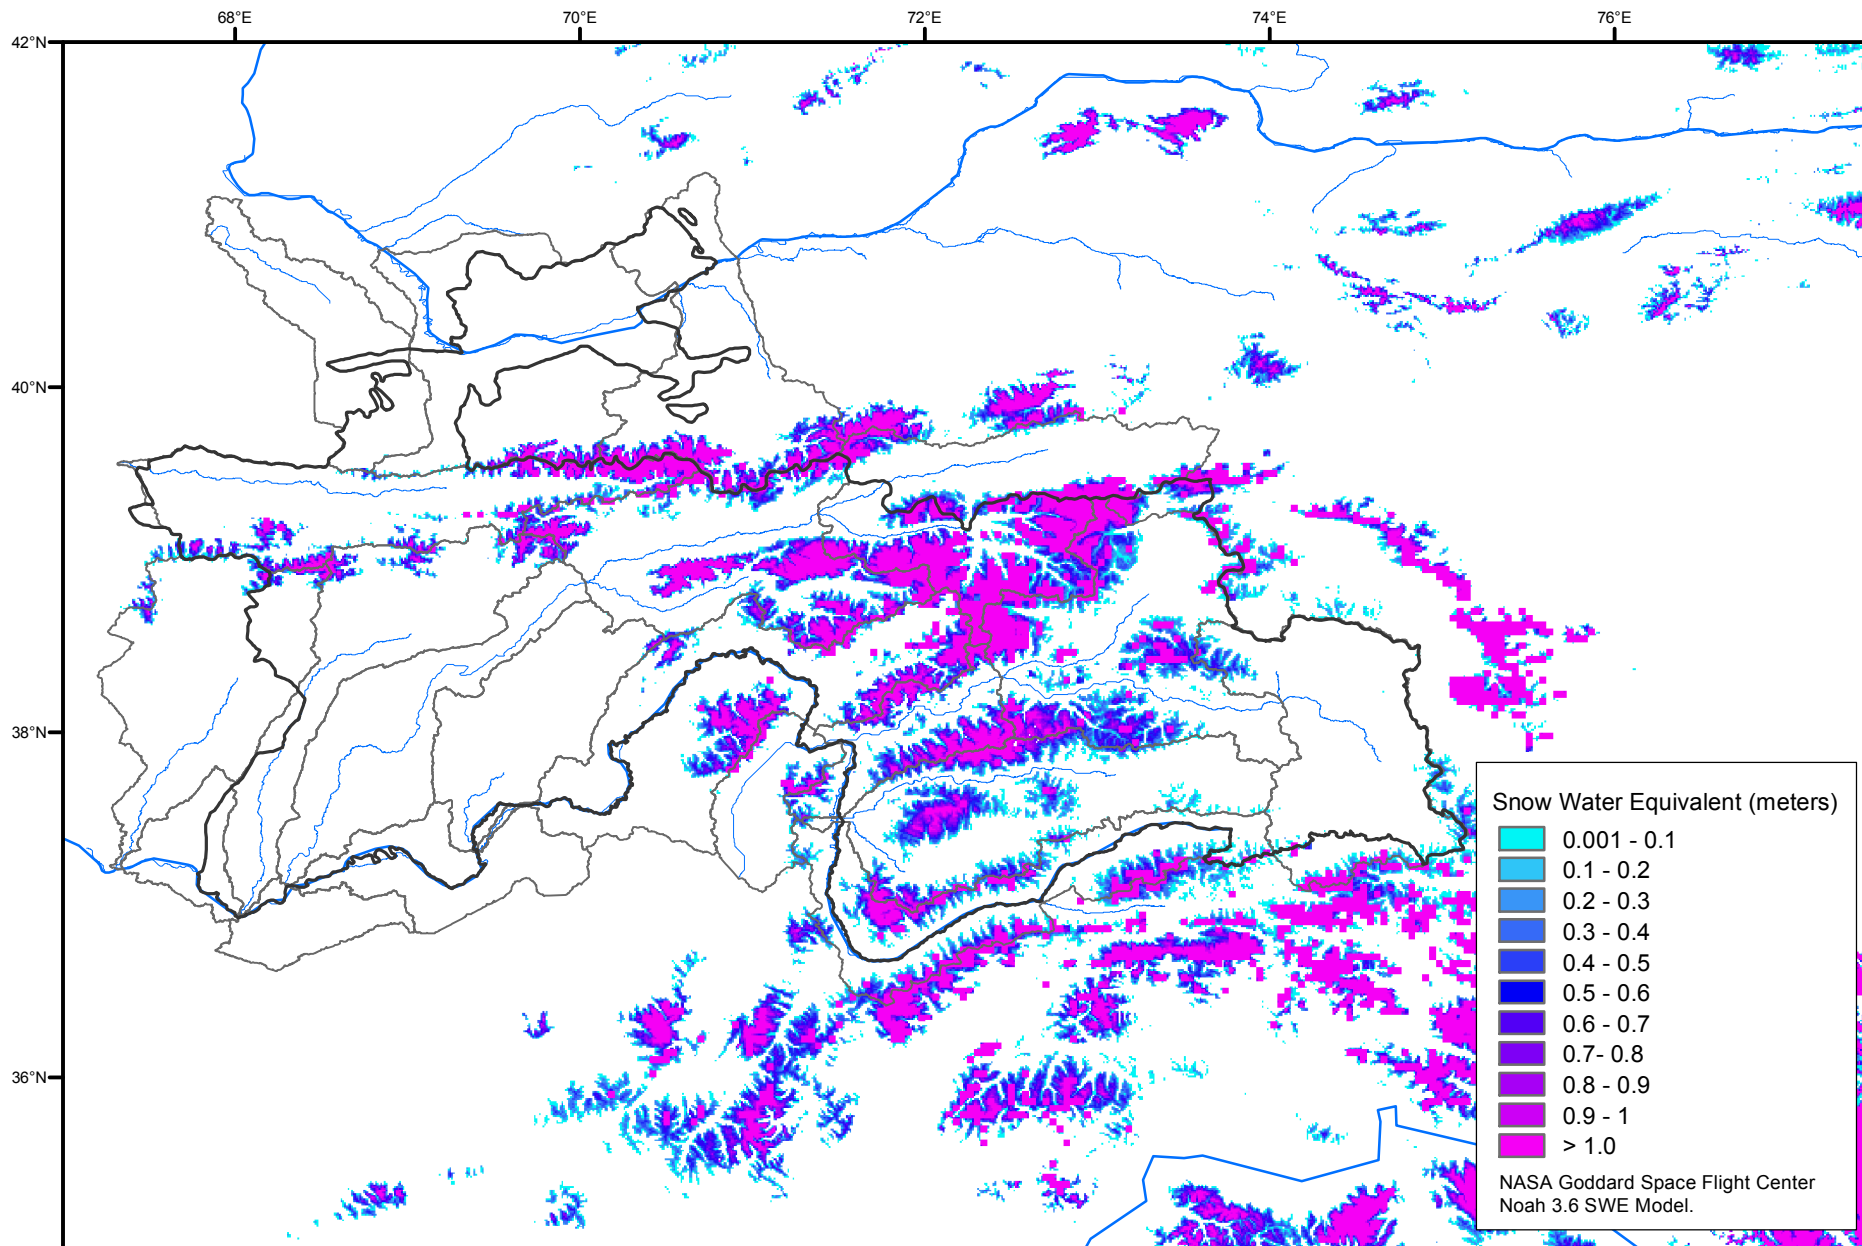 68°E 70°E 72°E 74°E 76°E
42°N
40°N
38°N
36°N
Snow Water Equivalent (meters)
0.001 - 0.1
0.1 - 0.2
0.2 - 0.3
0.3 - 0.4
0.4 - 0.5
0.5 - 0.6
0.6 - 0.7
0.7- 0.8
0.8 - 0.9
0.9 - 1
> 1.0
NASA Goddard Space Flight Center
Noah 3.6 SWE Model.